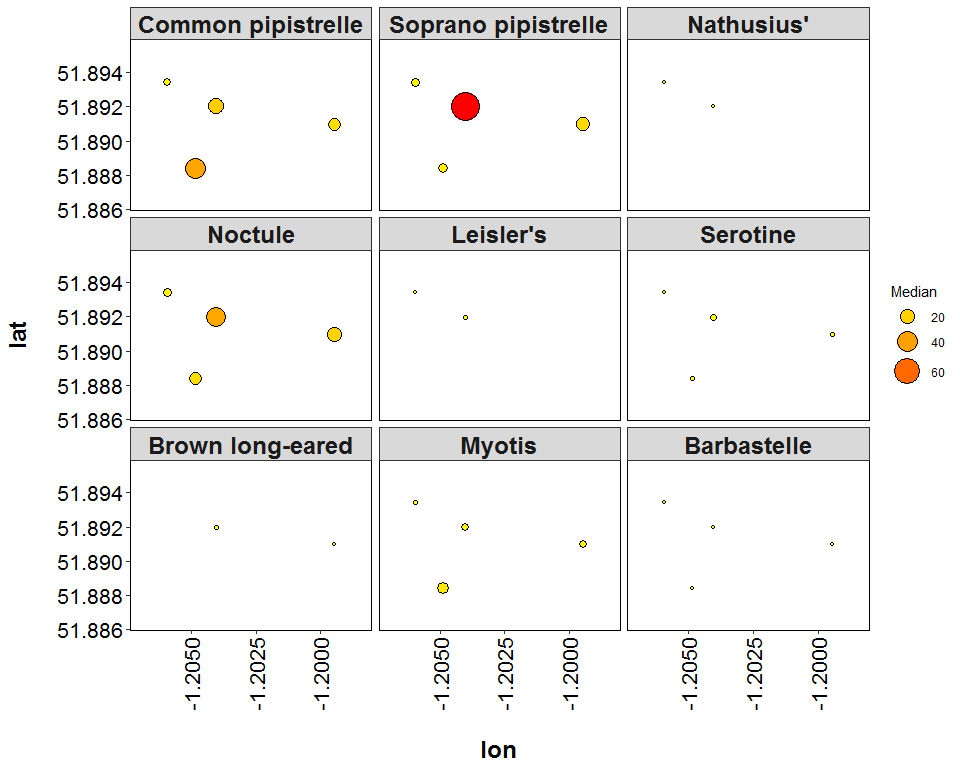 Common pipistrelle Soprano pipistrelle Nathusius'
51.894
51.892
51.890
51.888
51.886
Noctule Leisler's Serotine
51.894
51.892
51.890
51.888
51.886
Brown long-eared Myotis Barbastelle
51.894
51.892
51.890
51.888
51.886
-1.2050 -1.2025 -1.2000 -1.2050 -1.2025 -1.2000 -1.2050 -1.2025 -1.2000
lat
lon
Median
20
40
60